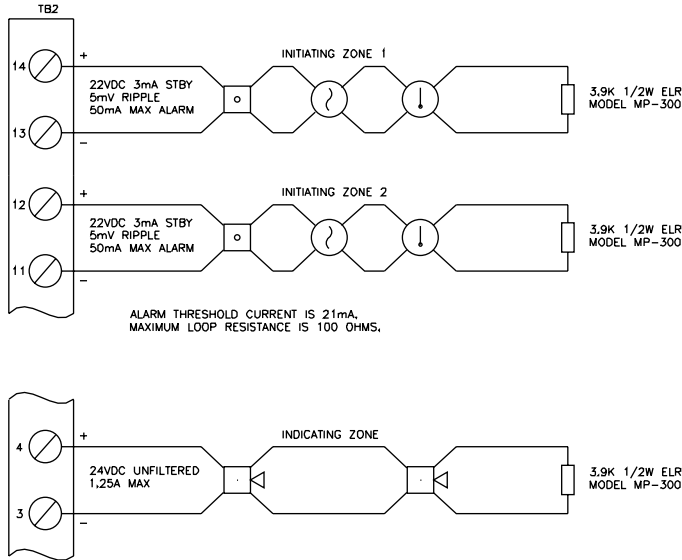 TB2
14
+
INITIATING ZONE 1
22VDC 3mA STBY
5mV RIPPLE
50mA MAX ALARM
3.9K 1/2W ELR
MODEL MP-300
13
–
12
+
INITIATING ZONE 2
22VDC 3mA STBY
5mV RIPPLE
50mA MAX ALARM
3.9K 1/2W ELR
MODEL MP-300
11
–
ALARM THRESHOLD CURRENT IS 21mA.
MAXIMUM LOOP RESISTANCE IS 100 OHMS.
4
+
INDICATING ZONE
24VDC UNFILTERED
1.25A MAX
3.9K 1/2W ELR
MODEL MP-300
3
–